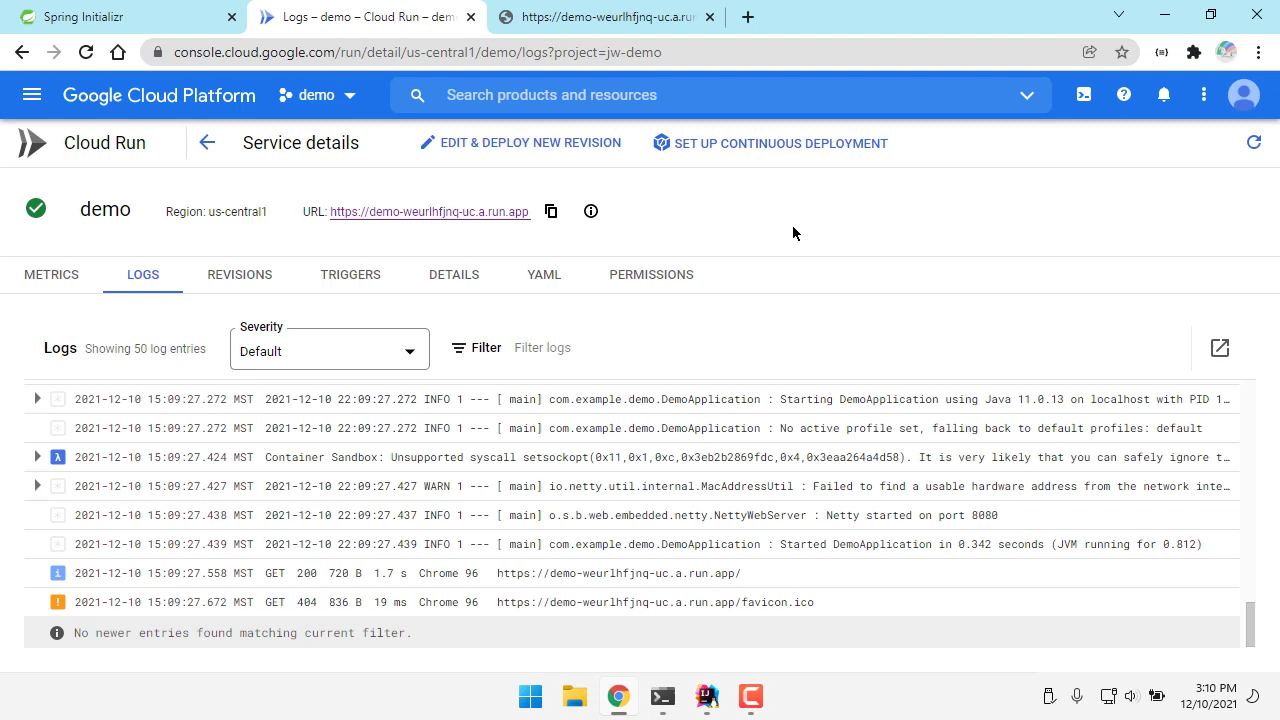 Spring Initializr
Logs – demo – Cloud Run – dem
https://demo-weurlhfjnq-uc.a.rur
console.cloud.google.com/run/detail/us-central1/demo/logs?project=jw-demo
Google Cloud Platform
demo
Search products and resources
Cloud Run
Service details
EDIT & DEPLOY NEW REVISION
SET UP CONTINUOUS DEPLOYMENT
demo
Region: us-central1
URL: https://demo-weurlhfjnq-uc.a.run.app
METRICS
LOGS
REVISIONS
TRIGGERS
DETAILS
YAML
PERMISSIONS
Logs
Showing 50 log entries
Severity
Default
Filter
Filter logs
2021-12-10 15:09:27.272 MST 2021-12-10 22:09:27.272 INFO 1 --- [ main] com.example.demo.DemoApplication : Starting DemoApplication using Java 11.0.13 on localhost with PID 1…
2021-12-10 15:09:27.272 MST 2021-12-10 22:09:27.272 INFO 1 --- [ main] com.example.demo.DemoApplication : No active profile set, falling back to default profiles: default
λ 2021-12-10 15:09:27.424 MST Container Sandbox: Unsupported syscall setsockopt(0x11,0x1,0xc,0x3eb2b2869fdc,0x4,0x3eaa264a4d58). It is very likely that you can safely ignore t…
2021-12-10 15:09:27.427 MST 2021-12-10 22:09:27.427 WARN 1 --- [ main] io.netty.util.internal.MacAddressUtil : Failed to find a usable hardware address from the network inte…
2021-12-10 15:09:27.438 MST 2021-12-10 22:09:27.437 INFO 1 --- [ main] o.s.b.web.embedded.netty.NettyWebServer : Netty started on port 8080
2021-12-10 15:09:27.439 MST 2021-12-10 22:09:27.439 INFO 1 --- [ main] com.example.demo.DemoApplication : Started DemoApplication in 0.342 seconds (JVM running for 0.812)
i 2021-12-10 15:09:27.558 MST GET 200 720 B 1.7 s Chrome 96 https://demo-weurlhfjnq-uc.a.run.app/
! 2021-12-10 15:09:27.672 MST GET 404 836 B 19 ms Chrome 96 https://demo-weurlhfjnq-uc.a.run.app/favicon.ico
No newer entries found matching current filter.
3:10 PM
12/10/2021